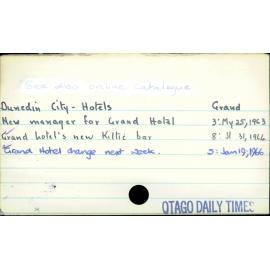 See also online catalogue
Dunedin City - Hotels Grand
New manager for Grand Hotel 3: My 25, 1963
Grand hotel's new Kiltie bar 8: Jl 31, 1964
Grand Hotel change next week. 5: Jan 19, 1966
OTAGO DAILY TIMES